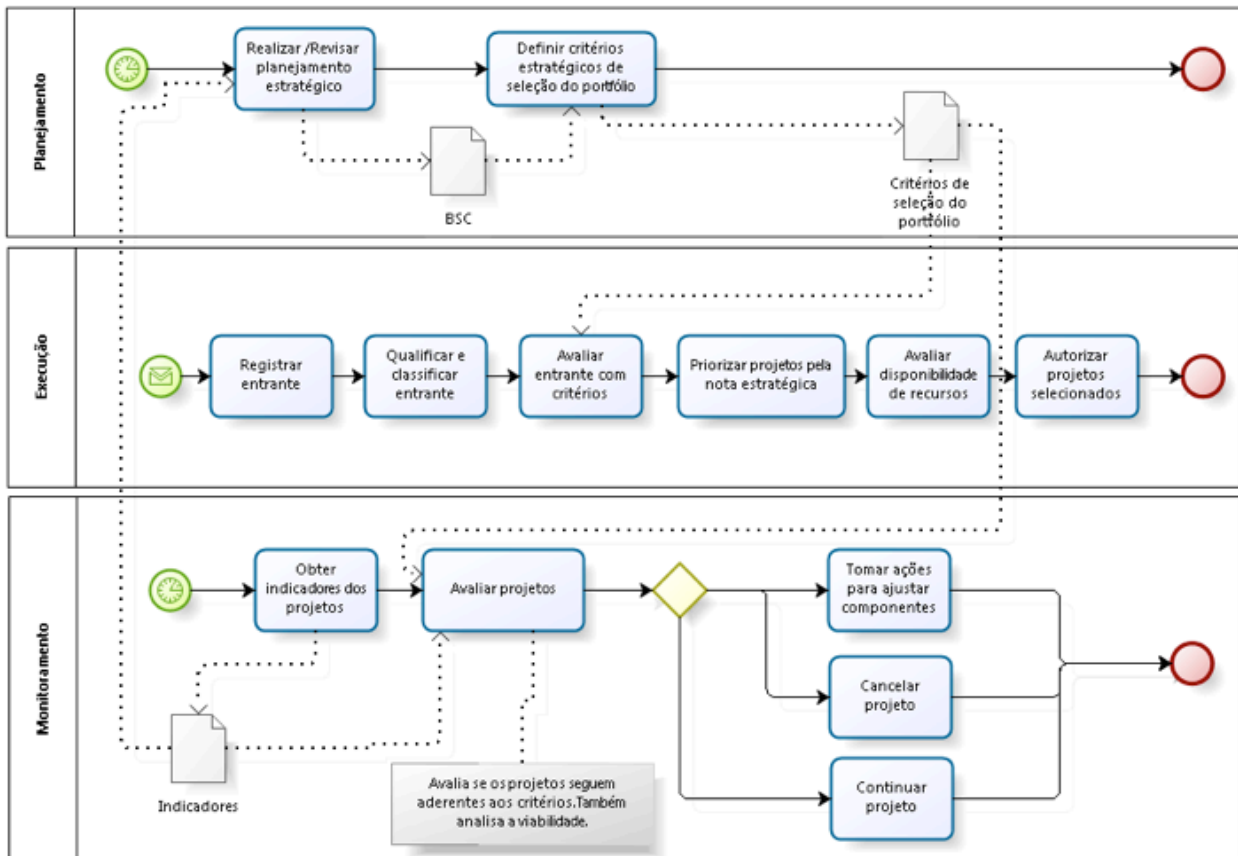 Planejamento
Realizar /Revisar
planejamento
estratégico
Definir critérios
estratégicos de
seleção do portfólio
BSC
Critérios de
seleção do
portfólio
Execução
Registrar
entrante
Qualificar e
classificar
entrante
Avaliar
entrante com
critérios
Priorizar projetos pela
nota estratégica
Avaliar
disponibilidade
de recursos
Autorizar
projetos
selecionados
Monitoramento
Obter
indicadores dos
projetos
Avaliar projetos
Tomar ações
para ajustar
componentes
Cancelar
projeto
Continuar
projeto
Indicadores
Avalia se os projetos seguem
aderentes aos critérios.Também
analisa a viabilidade.